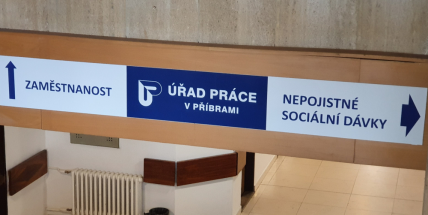 ZAMĚSTNANOST
ÚŘAD PRÁCE
V PŘÍBRAMI
NEPOJISTNÉ
SOCIÁLNÍ DÁVKY